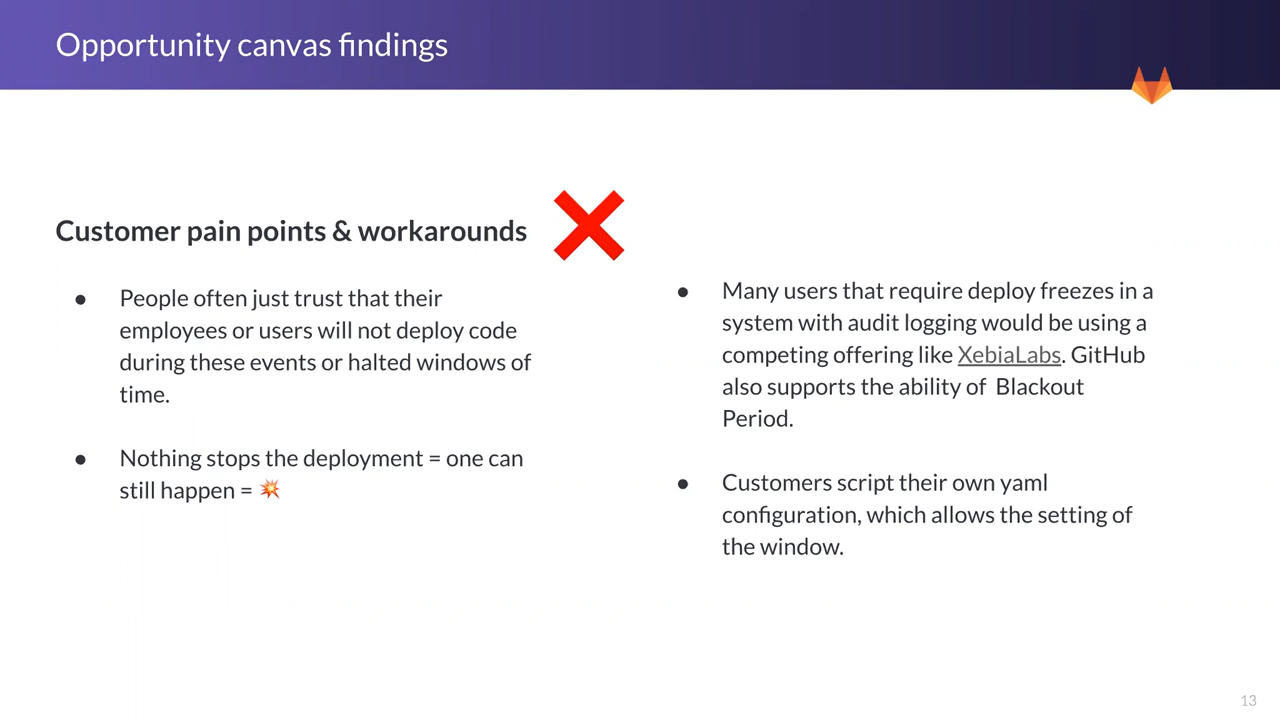 Opportunity canvas findings
Customer pain points & workarounds
● People often just trust that their
employees or users will not deploy code
during these events or halted windows of
time.
● Nothing stops the deployment = one can
still happen = 💥
● Many users that require deploy freezes in a
system with audit logging would be using a
competing offering like XebiaLabs. GitHub
also supports the ability of Blackout
Period.
● Customers script their own yaml
configuration, which allows the setting of
the window.
13